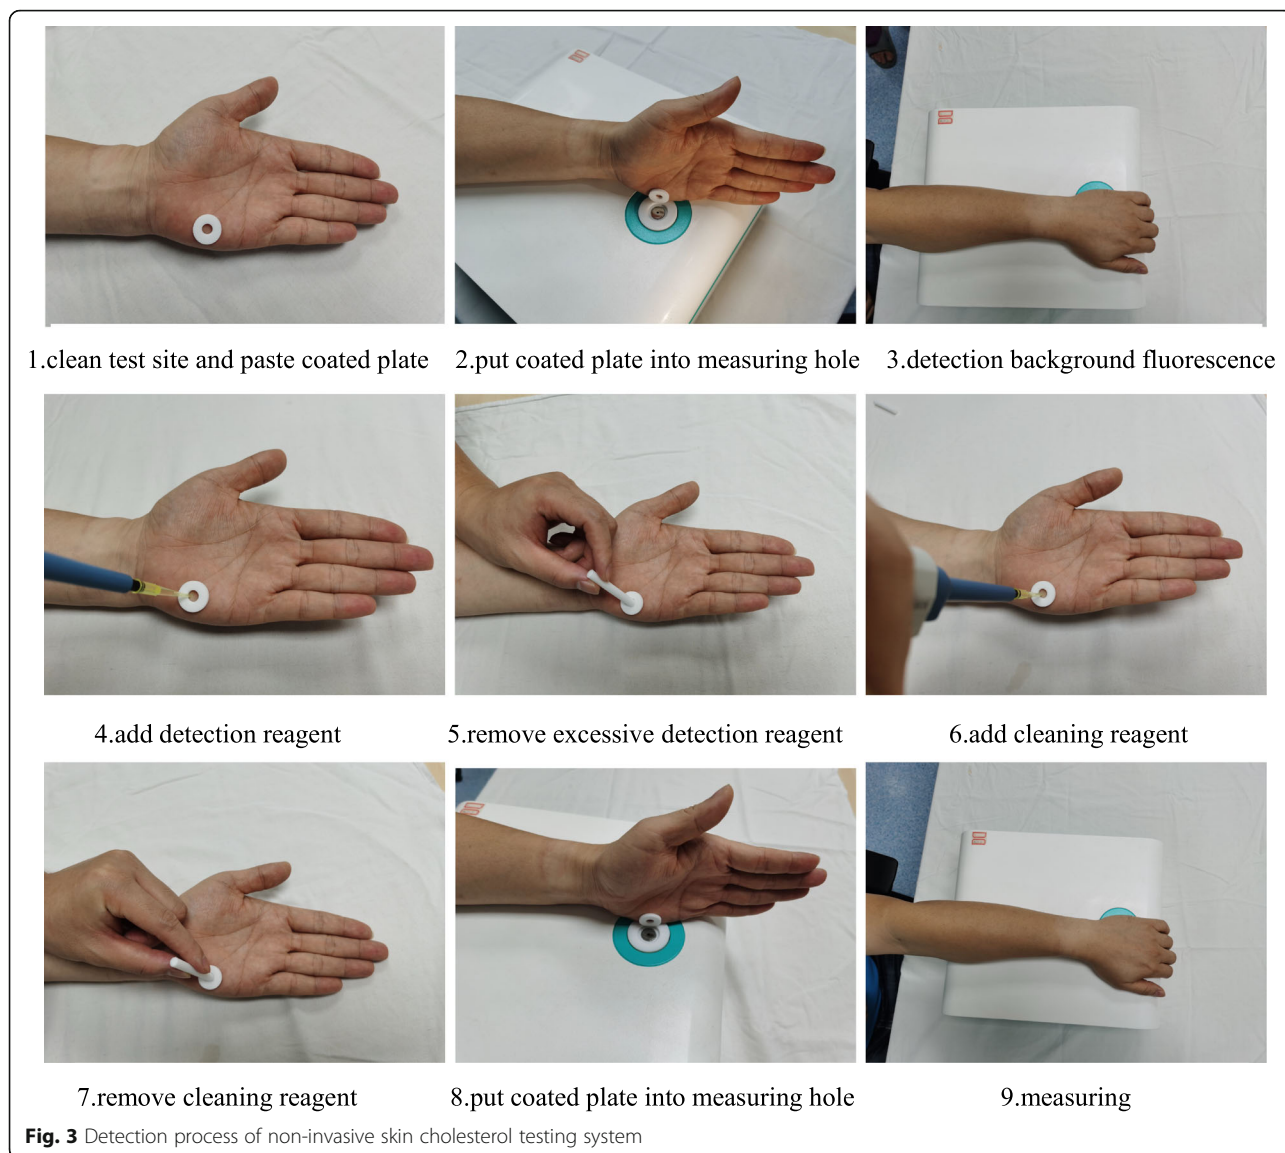 1.clean test site and paste coated plate
2.put coated plate into measuring hole
3.detection background fluorescence
4.add detection reagent
5.remove excessive detection reagent
6.add cleaning reagent
7.remove cleaning reagent
8.put coated plate into measuring hole
9.measuring
Fig. 3 Detection process of non-invasive skin cholesterol testing system